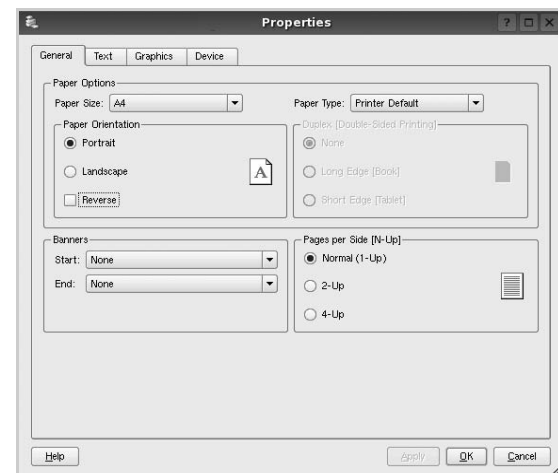 Properties
General Text Graphics Device
Paper Options
Paper Size: A4
Paper Type: Printer Default
Paper Orientation
Portrait
Landscape
A
Reverse
Duplex [Double-Sided Printing]
None
Long Edge [Book]
Short Edge [Tablet]
Banners
Start: None
End: None
Pages per Side [N-Up]
Normal (1-Up)
2-Up
4-Up
Help Apply OK Cancel